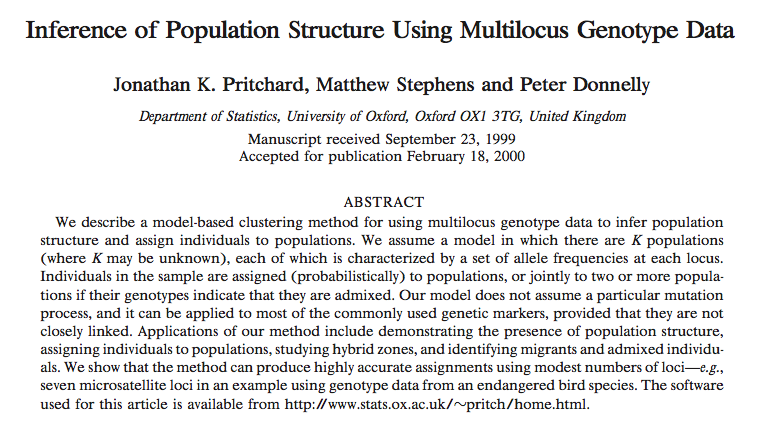 Inference of Population Structure Using Multilocus Genotype Data
Jonathan K. Pritchard, Matthew Stephens and Peter Donnelly
Department of Statistics, University of Oxford, Oxford OX1 3TG, United Kingdom
Manuscript received September 23, 1999
Accepted for publication February 18, 2000
ABSTRACT
We describe a model-based clustering method for using multilocus genotype data to infer population
structure and assign individuals to populations. We assume a model in which there are K populations
(where K may be unknown), each of which is characterized by a set of allele frequencies at each locus.
Individuals in the sample are assigned (probabilistically) to populations, or jointly to two or more popula-
tions if their genotypes indicate that they are admixed. Our model does not assume a particular mutation
process, and it can be applied to most of the commonly used genetic markers, provided that they are not
closely linked. Applications of our method include demonstrating the presence of population structure,
assigning individuals to populations, studying hybrid zones, and identifying migrants and admixed individu-
als. We show that the method can produce highly accurate assignments using modest numbers of loci—e.g.,
seven microsatellite loci in an example using genotype data from an endangered bird species. The software
used for this article is available from http://www.stats.ox.ac.uk/~pritch/home.html.